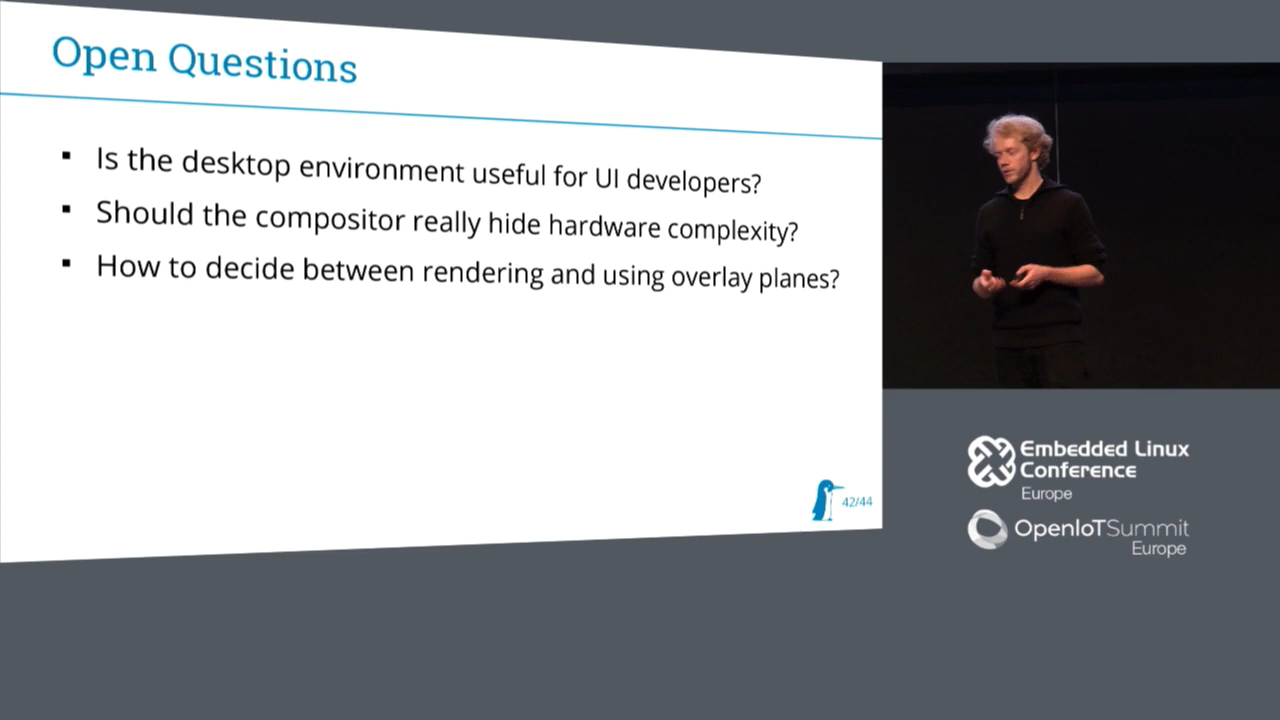 Open Questions
▪ Is the desktop environment useful for UI developers?
▪ Should the compositor really hide hardware complexity?
▪ How to decide between rendering and using overlay planes?
42/44
Embedded Linux
Conference
Europe
OpenIoTSummit
Europe